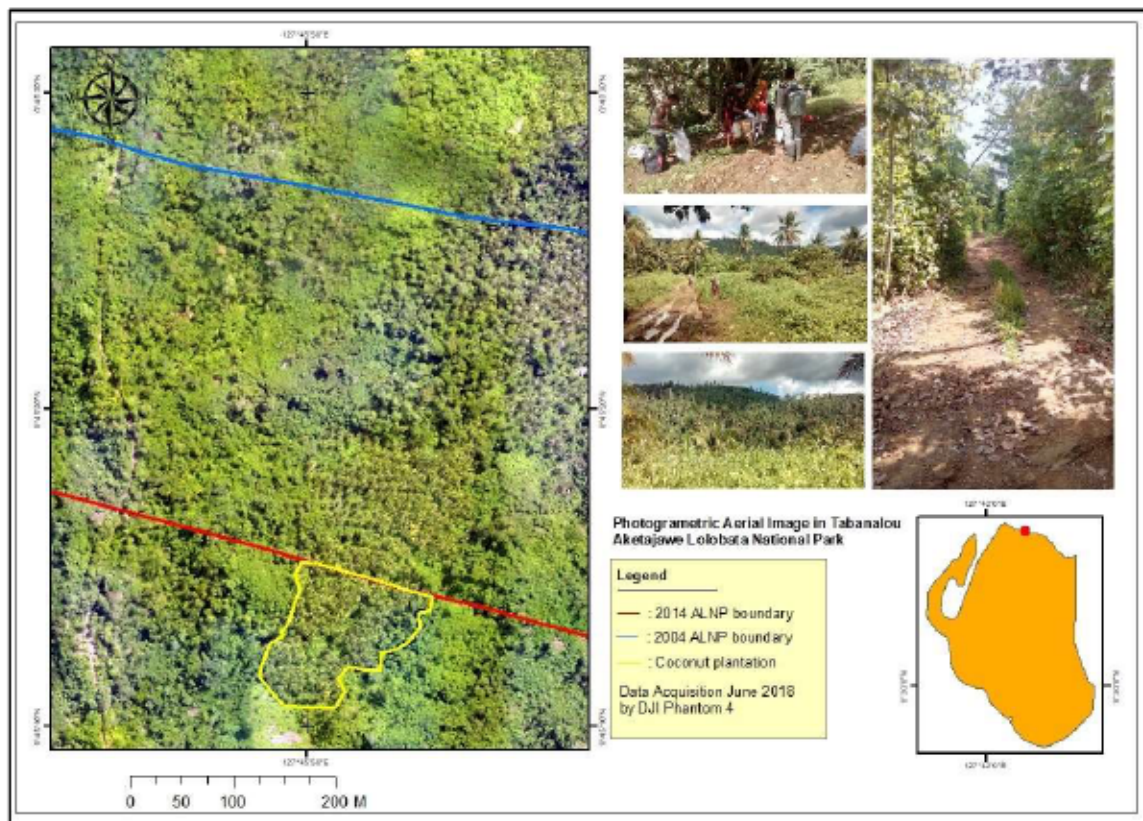 Photogrametric Aerial Image in Tabanalou
Aketajawe Lolobata National Park
Legend
: 2014 ALNP boundary
: 2004 ALNP boundary
: Coconut plantation
Data Acquisition June 2018
by DJI Phantom 4
0 50 100 200 M